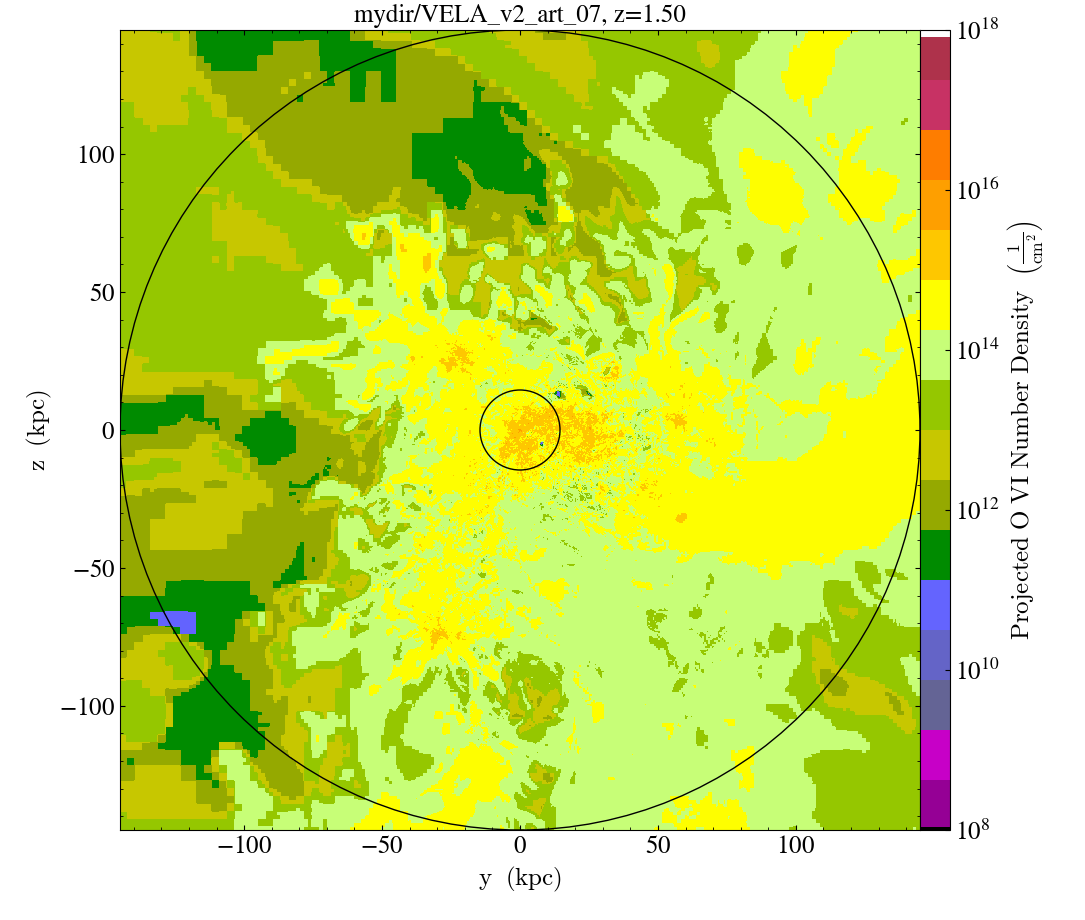 mydir/VELA_v2_art_07, z=1.50
100
50
0
−50
−100
z (kpc)
−100 −50 0 50 100
y (kpc)
10^18
10^16
10^14
10^12
10^10
10^8
Projected O VI Number Density (1/cm^2)